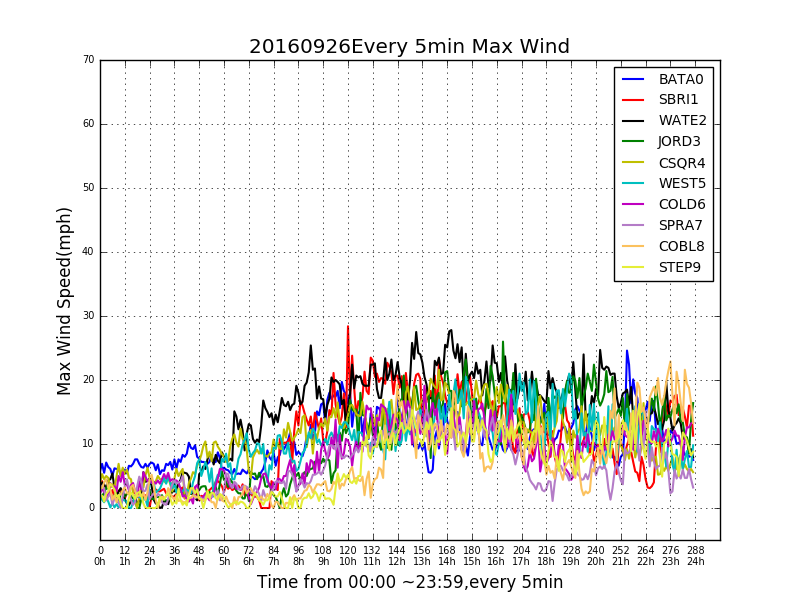 20160926Every 5min Max Wind
70
60
50
40
30
20
10
0
Max Wind Speed(mph)
BATA0
SBRI1
WATE2
JORD3
CSQR4
WEST5
COLD6
SPRA7
COBL8
STEP9
0 12 24 36 48 60 72 84 96 108 120 132 144 156 168 180 192 204 216 228 240 252 264 276 288
0h 1h 2h 3h 4h 5h 6h 7h 8h 9h 10h 11h 12h 13h 14h 15h 16h 17h 18h 19h 20h 21h 22h 23h 24h
Time from 00:00 ~23:59,every 5min